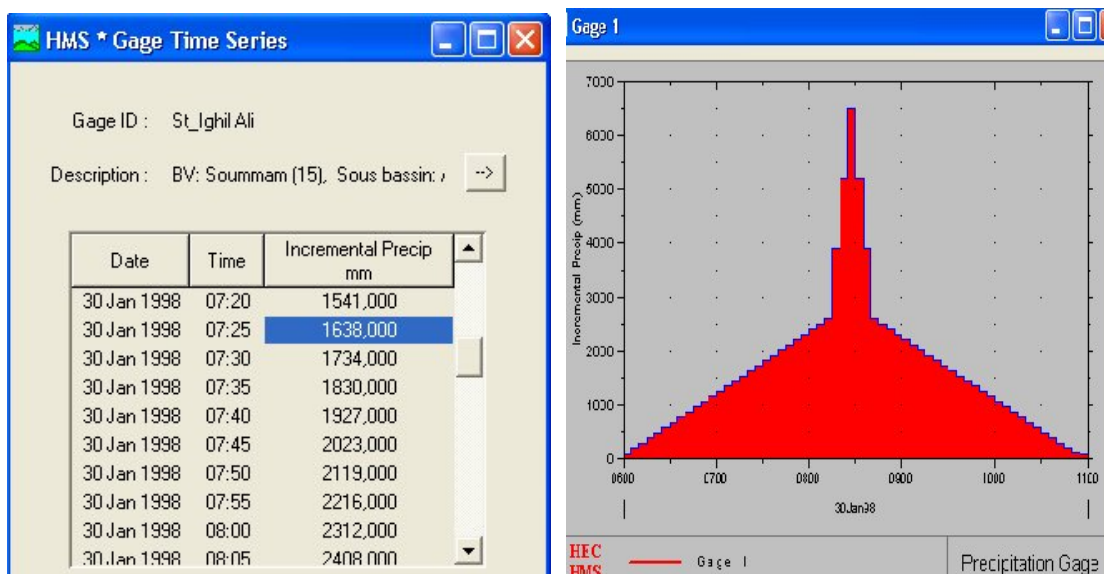 HMS * Gage Time Series
Gage ID : St_Ighil Ali
Description : BV: Soummam (15), Sous bassin: -->
Date Time Incremental Precip mm
30 Jan 1998 07:20 1541,000
30 Jan 1998 07:25 1638,000
30 Jan 1998 07:30 1734,000
30 Jan 1998 07:35 1830,000
30 Jan 1998 07:40 1927,000
30 Jan 1998 07:45 2023,000
30 Jan 1998 07:50 2119,000
30 Jan 1998 07:55 2216,000
30 Jan 1998 08:00 2312,000
30 Jan 1998 08:05 2408,000
Gage 1
Incremental Precip (mm)
7000
6000
5000
4000
3000
2000
1000
0
0600 0700 0800 0900 1000 1100
30Jan98
HEC
HMS
Gage 1
Precipitation Gage